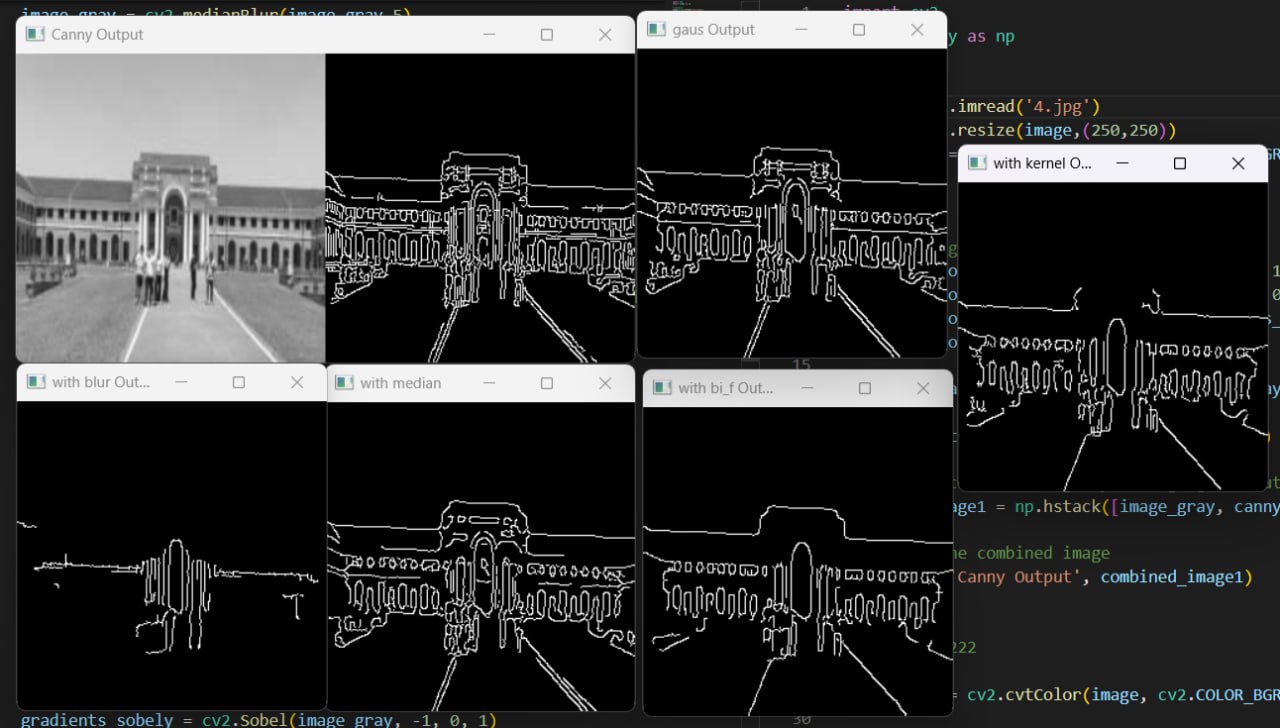 image_gray = cv2.medianBlur(image_gray,5)
Canny Output
gaus Output
1
import cv2
y as np
.imread('4.jpg')
.resize(image,(250,250))
with kernel O...
with blur Out...
with median
with bi_f Out...
15
age1 = np.hstack([image_gray, canny
ne combined image
'Canny Output', combined_image1)
222
= cv2.cvtColor(image, cv2.COLOR_BGR
gradients_sobely = cv2.Sobel(image_gray, -1, 0, 1)
30